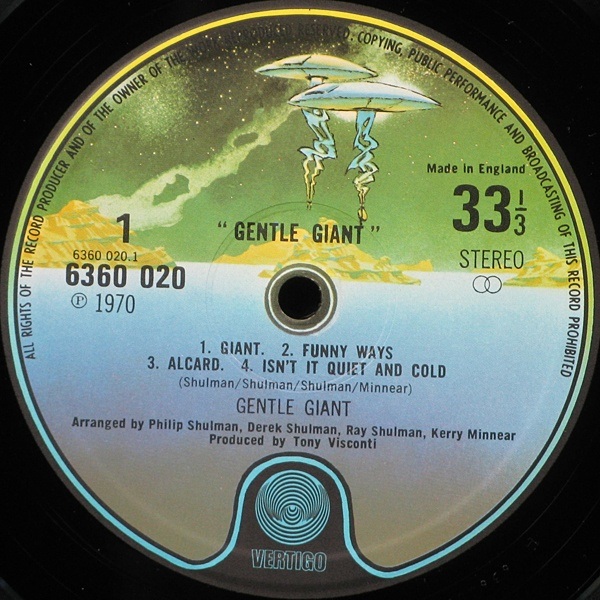 ALL RIGHTS OF THE RECORD PRODUCER AND OF THE OWNER OF THE RESERVED. COPYING, PUBLIC PERFORMANCE AND BROADCASTING OF THIS RECORD PROHIBITED
Made in England
33⅓
1
" GENTLE GIANT "
6360 020.1
STEREO
6360 020
Ⓟ 1970
1. GIANT. 2. FUNNY WAYS
3. ALCARD. 4. ISN'T IT QUIET AND COLD
(Shulman/Shulman/Shulman/Minnear)
GENTLE GIANT
Arranged by Philip Shulman, Derek Shulman, Ray Shulman, Kerry Minnear
Produced by Tony Visconti
VERTIGO